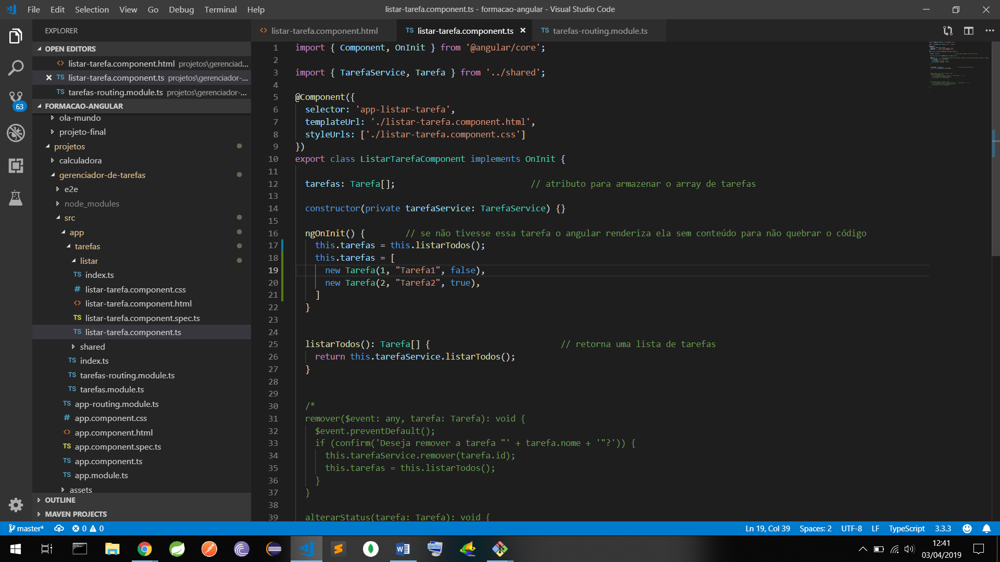 File Edit Selection View Go Debug Terminal Help
listar-tarefa.component.ts - formacao-angular - Visual Studio Code
EXPLORER
OPEN EDITORS
listar-tarefa.component.html projetos\gerenciad...
listar-tarefa.component.ts projetos\gerenciador-...
tarefas-routing.module.ts projetos\gerenciador-...
63
FORMACAO-ANGULAR
ola-mundo
projeto-final
projetos
calculadora
gerenciador-de-tarefas
e2e
node_modules
src
app
tarefas
listar
TS index.ts
# listar-tarefa.component.css
<> listar-tarefa.component.html
TS listar-tarefa.component.spec.ts
TS listar-tarefa.component.ts
shared
TS index.ts
TS tarefas-routing.module.ts
TS tarefas.module.ts
TS app-routing.module.ts
# app.component.css
<> app.component.html
TS app.component.spec.ts
TS app.component.ts
TS app.module.ts
assets
OUTLINE
MAVEN PROJECTS
<> listar-tarefa.component.html TS listar-tarefa.component.ts × TS tarefas-routing.module.ts
1 import { Component, OnInit } from '@angular/core';
2
3 import { TarefaService, Tarefa } from '../shared';
4
5 @Component({
6 selector: 'app-listar-tarefa',
7 templateUrl: './listar-tarefa.component.html',
8 styleUrls: ['./listar-tarefa.component.css']
9 })
10 export class ListarTarefaComponent implements OnInit {
11
12 tarefas: Tarefa[]; // atributo para armazenar o array de tarefas
13
14 constructor(private tarefaService: TarefaService) {}
15
16 ngOnInit() { // se não tivesse essa tarefa o angular renderiza ela sem conteúdo para não quebrar o código
17 this.tarefas = this.listarTodos();
18 this.tarefas = [
19 new Tarefa(1, "Tarefa1", false),
20 new Tarefa(2, "Tarefa2", true),
21 ]
22 }
23
24
25 listarTodos(): Tarefa[] { // retorna uma lista de tarefas
26 return this.tarefaService.listarTodos();
27 }
28
29
30 /*
31 remover($event: any, tarefa: Tarefa): void {
32 $event.preventDefault();
33 if (confirm('Deseja remover a tarefa "' + tarefa.nome + '"?')) {
34 this.tarefaService.remover(tarefa.id);
35 this.tarefas = this.listarTodos();
36 }
37 }
38
39 alterarStatus(tarefa: Tarefa): void {
master* 0 0 Ln 19, Col 39 Spaces: 2 UTF-8 LF TypeScript 3.3.3
12:41
03/04/2019